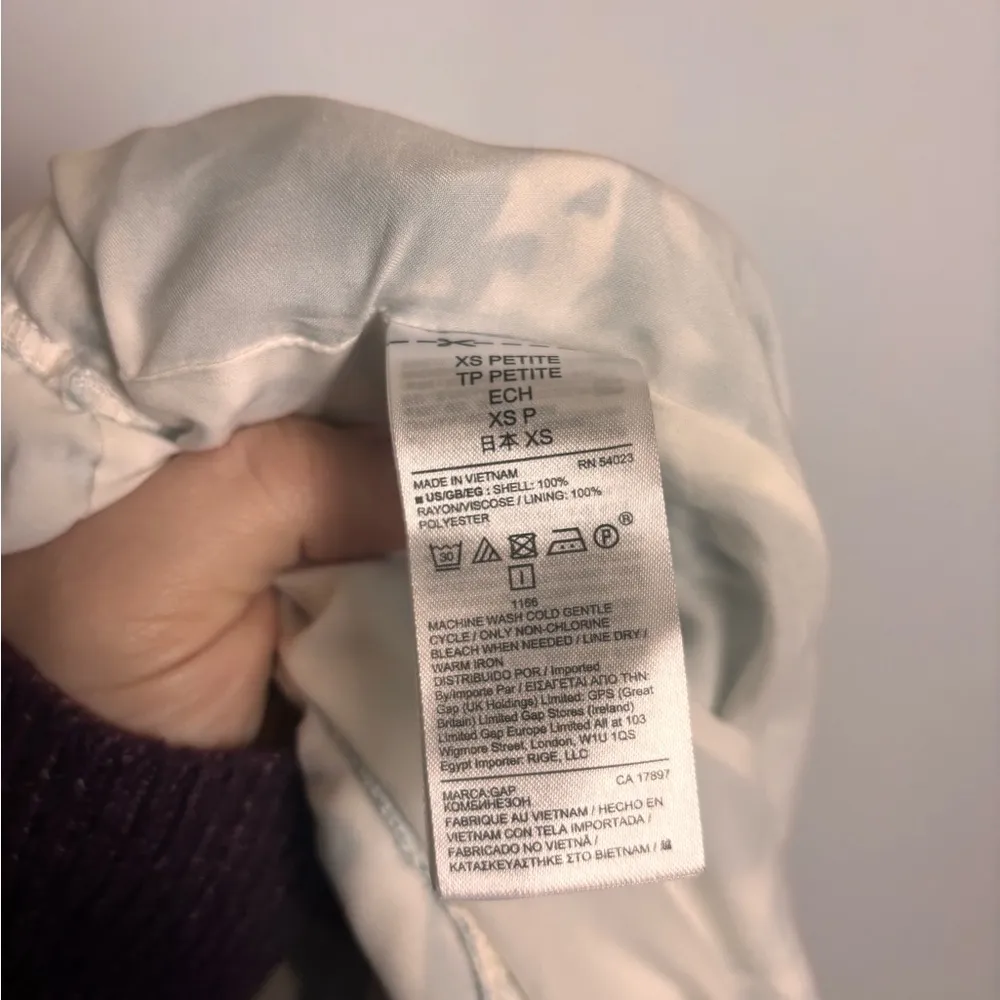 XS PETITE
TP PETITE
ECH
XS P
日本 XS
RN 54023
MADE IN VIETNAM
■ US/GB/EG : SHELL: 100%
RAYON/VISCOSE / LINING: 100%
POLYESTER
30
P ®
1166
MACHINE WASH COLD GENTLE
CYCLE / ONLY NON-CHLORINE
BLEACH WHEN NEEDED / LINE DRY /
WARM IRON
DISTRIBUIDO POR / Imported
By/Importe Par / ΕΙΣΑΓΕΤΑΙ ΑΠΟ ΤΗΝ:
Gap (UK Holdings) Limited: GPS (Great
Britain) Limited Gap Stores (Ireland)
Limited Gap Europe Limited All at 103
Wigmore Street, London, W1U 1QS
Egypt Importer: RIGE, LLC
CA 17897
MARCA:GAP
КОМБИНЕЗОН
FABRIQUE AU VIETNAM / HECHO EN
VIETNAM CON TELA IMPORTADA /
FABRICADO NO VIETNÃ /
ΚΑΤΑΣΚΕΥΑΣΤΗΚΕ ΣΤΟ ΒΙΕΤΝΑΜ /